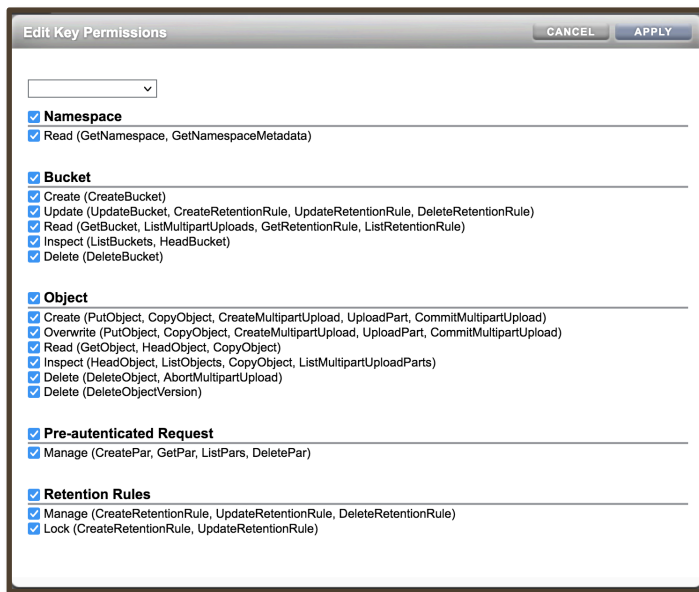 Edit Key Permissions
CANCEL
APPLY
Namespace
Read (GetNamespace, GetNamespaceMetadata)
Bucket
Create (CreateBucket)
Update (UpdateBucket, CreateRetentionRule, UpdateRetentionRule, DeleteRetentionRule)
Read (GetBucket, ListMultipartUploads, GetRetentionRule, ListRetentionRule)
Inspect (ListBuckets, HeadBucket)
Delete (DeleteBucket)
Object
Create (PutObject, CopyObject, CreateMultipartUpload, UploadPart, CommitMultipartUpload)
Overwrite (PutObject, CopyObject, CreateMultipartUpload, UploadPart, CommitMultipartUpload)
Read (GetObject, HeadObject, CopyObject)
Inspect (HeadObject, ListObjects, CopyObject, ListMultipartUploadParts)
Delete (DeleteObject, AbortMultipartUpload)
Delete (DeleteObjectVersion)
Pre-autenticated Request
Manage (CreatePar, GetPar, ListPars, DeletePar)
Retention Rules
Manage (CreateRetentionRule, UpdateRetentionRule, DeleteRetentionRule)
Lock (CreateRetentionRule, UpdateRetentionRule)